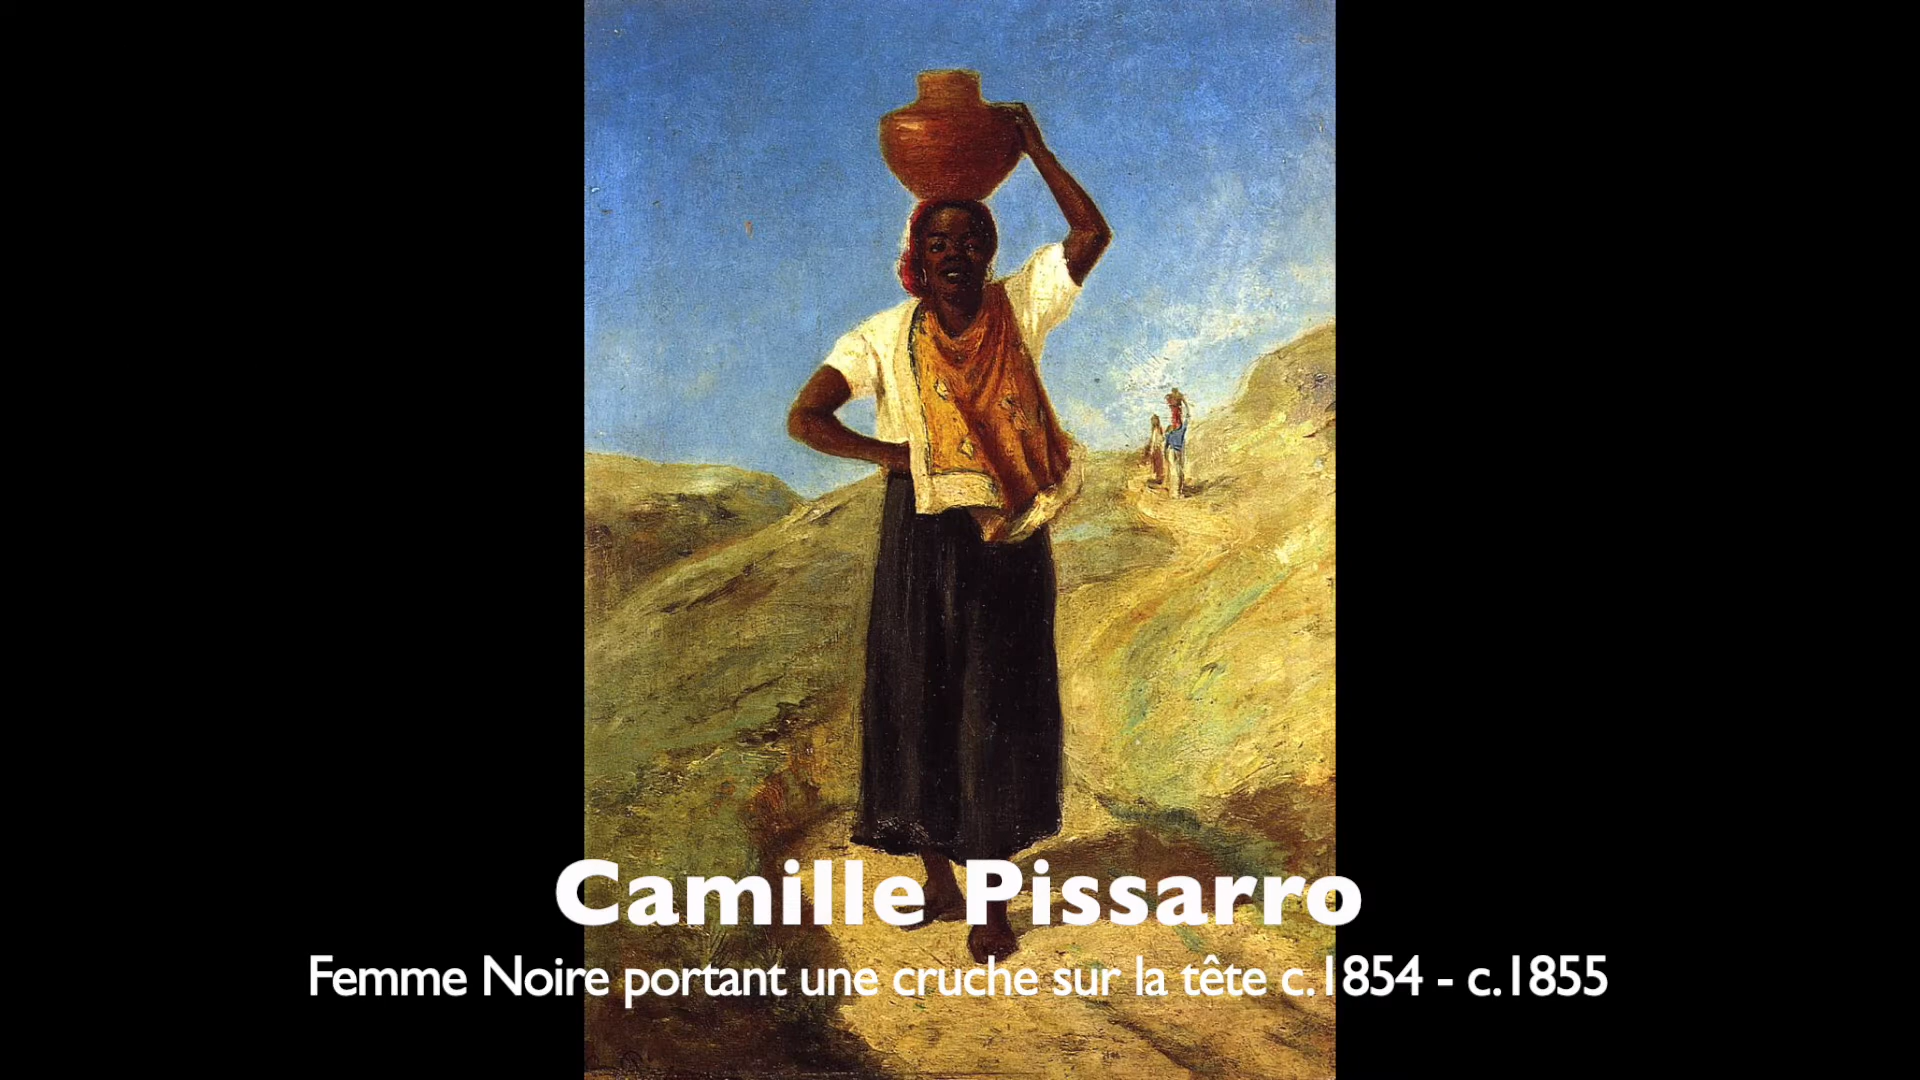 Camille Pissarro
Femme Noire portant une cruche sur la tête c.1854 - c.1855